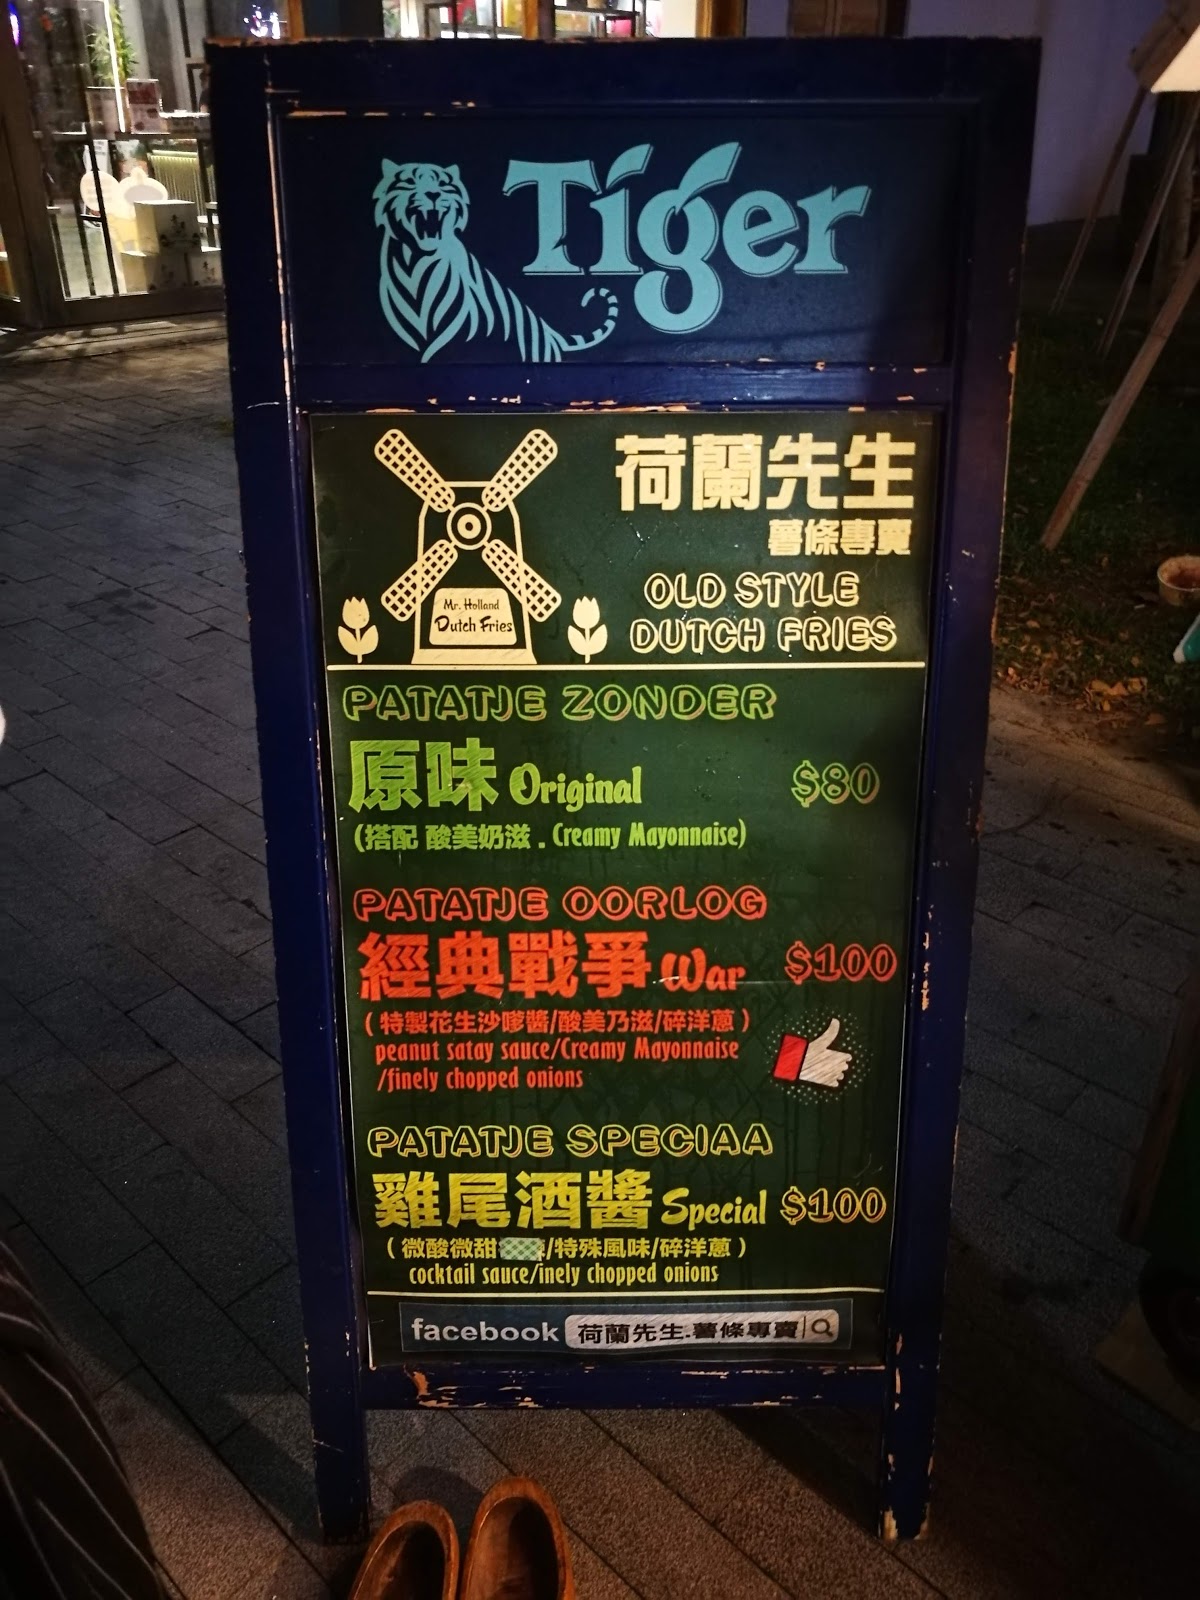 Tiger
荷蘭先生
薯條專賣
OLD STYLE
DUTCH FRIES
Mr. Holland
Dutch Fries
PATATJE ZONDER
原味 Original $80
(搭配 酸美奶滋 . Creamy Mayonnaise)
PATATJE OORLOG
經典戰爭 War $100
(特製花生沙嗲醬/酸美乃滋/碎洋蔥)
peanut satay sauce/Creamy Mayonnaise
/finely chopped onions
PATATJE SPECIAA
雞尾酒醬 Special $100
(微酸微甜 /特殊風味/碎洋蔥)
cocktail sauce/inely chopped onions
facebook 荷蘭先生.薯條專賣